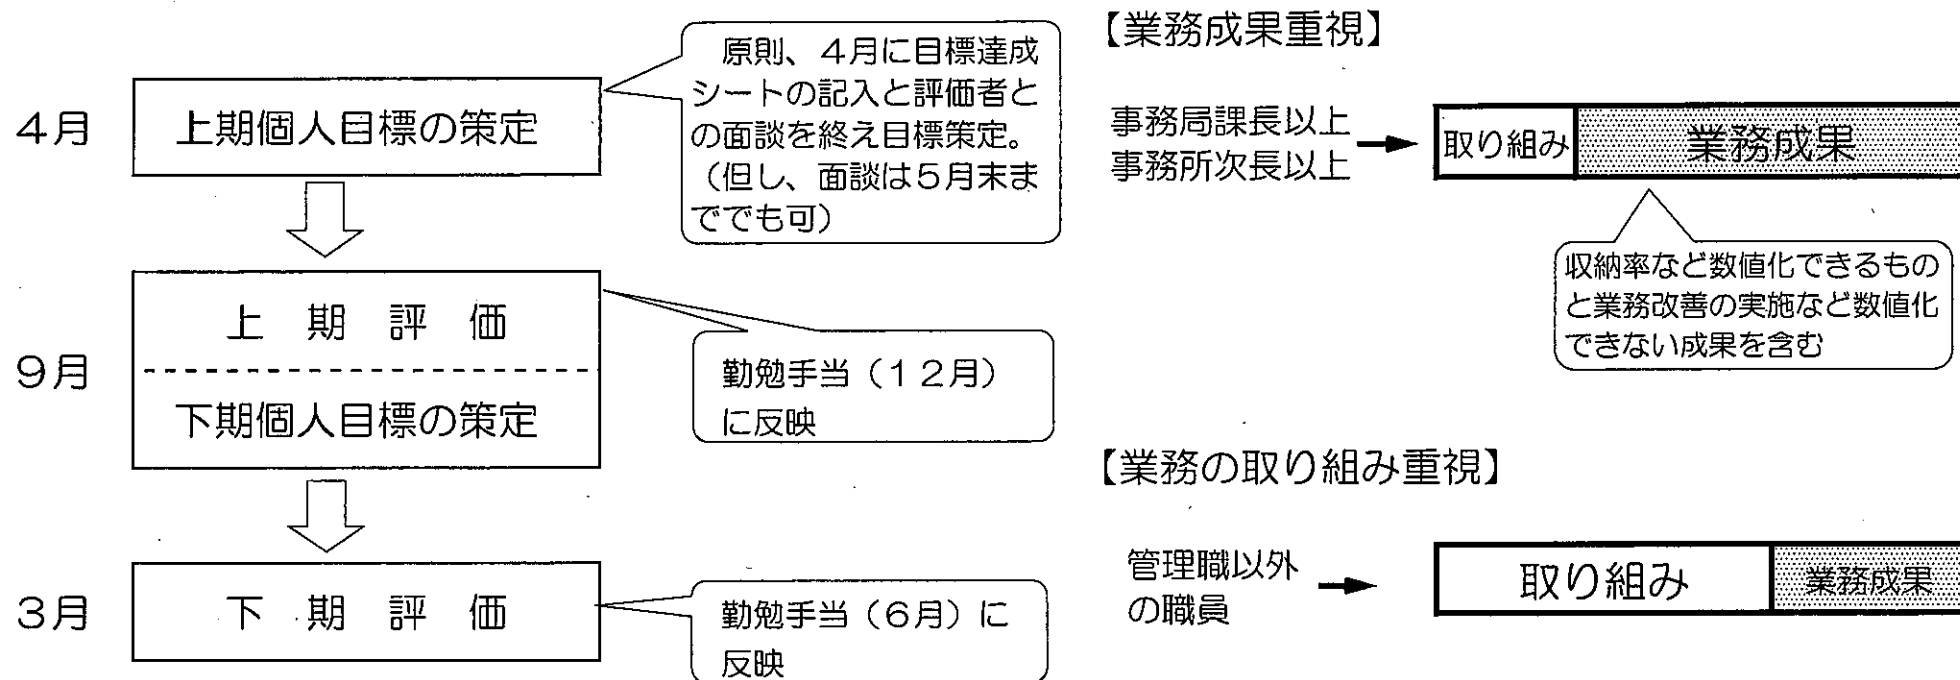 4月
上期個人目標の策定
原則、4月に目標達成
シートの記入と評価者と
の面談を終え目標策定。
(但し、面談は5月末ま
ででも可)
9月
上 期 評 価
下期個人目標の策定
勤勉手当(12月)
に反映
3月
下 期 評 価
勤勉手当(6月)に
反映
【業務成果重視】
事務局課長以上
事務所次長以上
取り組み
業務成果
収納率など数値化できるもの
と業務改善の実施など数値化
できない成果を含む
【業務の取り組み重視】
管理職以外
の職員
取り組み
業務成果